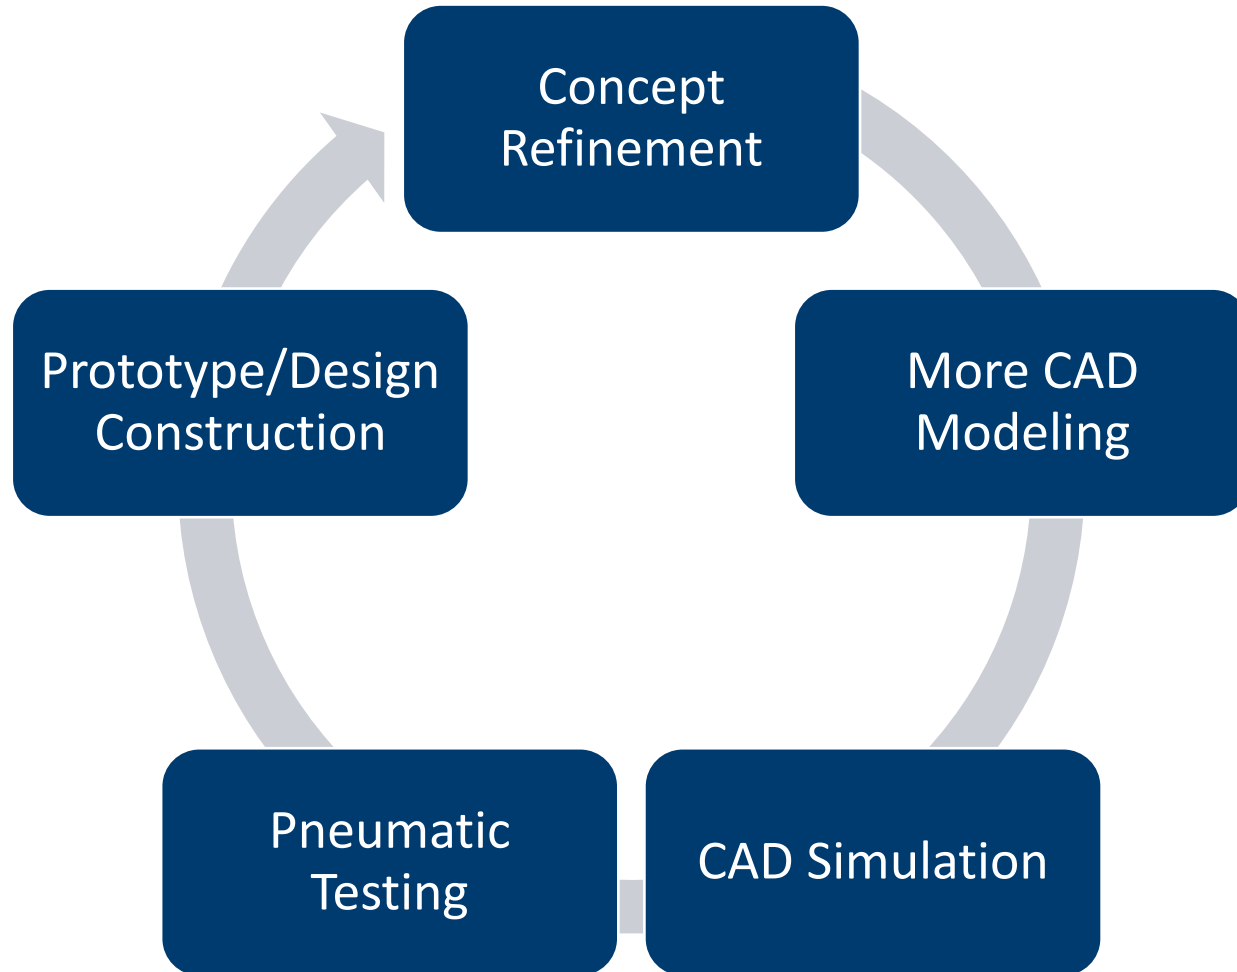 Concept
Refinement
More CAD
Modeling
CAD Simulation
Pneumatic
Testing
Prototype/Design
Construction